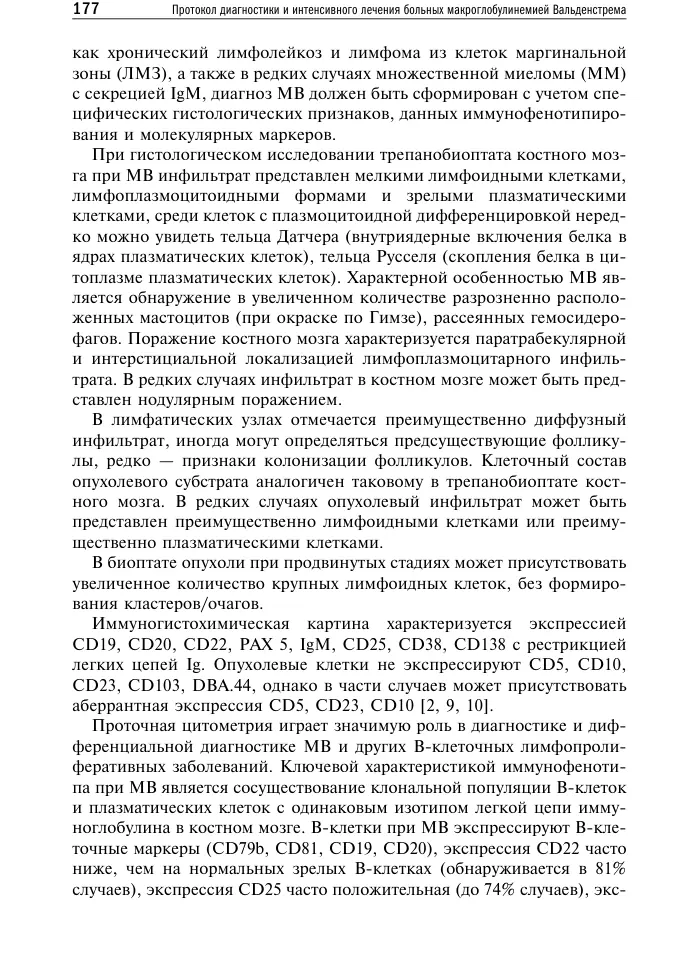 177 Протокол диагностики и интенсивного лечения больных макроглобулинемией Вальденстрема
как хронический лимфолейкоз и лимфома из клеток маргинальной
зоны (ЛМЗ), а также в редких случаях множественной миеломы (ММ)
с секрецией IgM, диагноз МВ должен быть сформирован с учетом спе-
цифических гистологических признаков, данных иммунофенотипиро-
вания и молекулярных маркеров.
При гистологическом исследовании трепанобиоптата костного моз-
га при МВ инфильтрат представлен мелкими лимфоидными клетками,
лимфоплазмоцитоидными формами и зрелыми плазматическими
клетками, среди клеток с плазмоцитоидной дифференцировкой неред-
ко можно увидеть тельца Датчера (внутриядерные включения белка в
ядрах плазматических клеток), тельца Русселя (скопления белка в ци-
топлазме плазматических клеток). Характерной особенностью МВ яв-
ляется обнаружение в увеличенном количестве разрозненно располо-
женных мастоцитов (при окраске по Гимзе), рассеянных гемосидеро-
фагов. Поражение костного мозга характеризуется паратрабекулярной
и интерстициальной локализацией лимфоплазмоцитарного инфиль-
трата. В редких случаях инфильтрат в костном мозге может быть пред-
ставлен нодулярным поражением.
В лимфатических узлах отмечается преимущественно диффузный
инфильтрат, иногда могут определяться предсуществующие фоллику-
лы, редко — признаки колонизации фолликулов. Клеточный состав
опухолевого субстрата аналогичен таковому в трепанобиоптате кост-
ного мозга. В редких случаях опухолевый инфильтрат может быть
представлен преимущественно лимфоидными клетками или преиму-
щественно плазматическими клетками.
В биоптате опухоли при продвинутых стадиях может присутствовать
увеличенное количество крупных лимфоидных клеток, без формиро-
вания кластеров/очагов.
Иммуногистохимическая картина характеризуется экспрессией
CD19, CD20, CD22, PAX 5, IgM, CD25, CD38, CD138 с рестрикцией
легких цепей Ig. Опухолевые клетки не экспрессируют CD5, CD10,
CD23, CD103, DBA.44, однако в части случаев может присутствовать
аберрантная экспрессия CD5, CD23, CD10 [2, 9, 10].
Проточная цитометрия играет значимую роль в диагностике и диф-
ференциальной диагностике МВ и других В-клеточных лимфопроли-
феративных заболеваний. Ключевой характеристикой иммунофеноти-
па при МВ является сосуществование клональной популяции В-клеток
и плазматических клеток с одинаковым изотипом легкой цепи имму-
ноглобулина в костном мозге. В-клетки при МВ экспрессируют В-кле-
точные маркеры (CD79b, CD81, CD19, CD20), экспрессия CD22 часто
ниже, чем на нормальных зрелых В-клетках (обнаруживается в 81%
случаев), экспрессия CD25 часто положительная (до 74% случаев), экс-